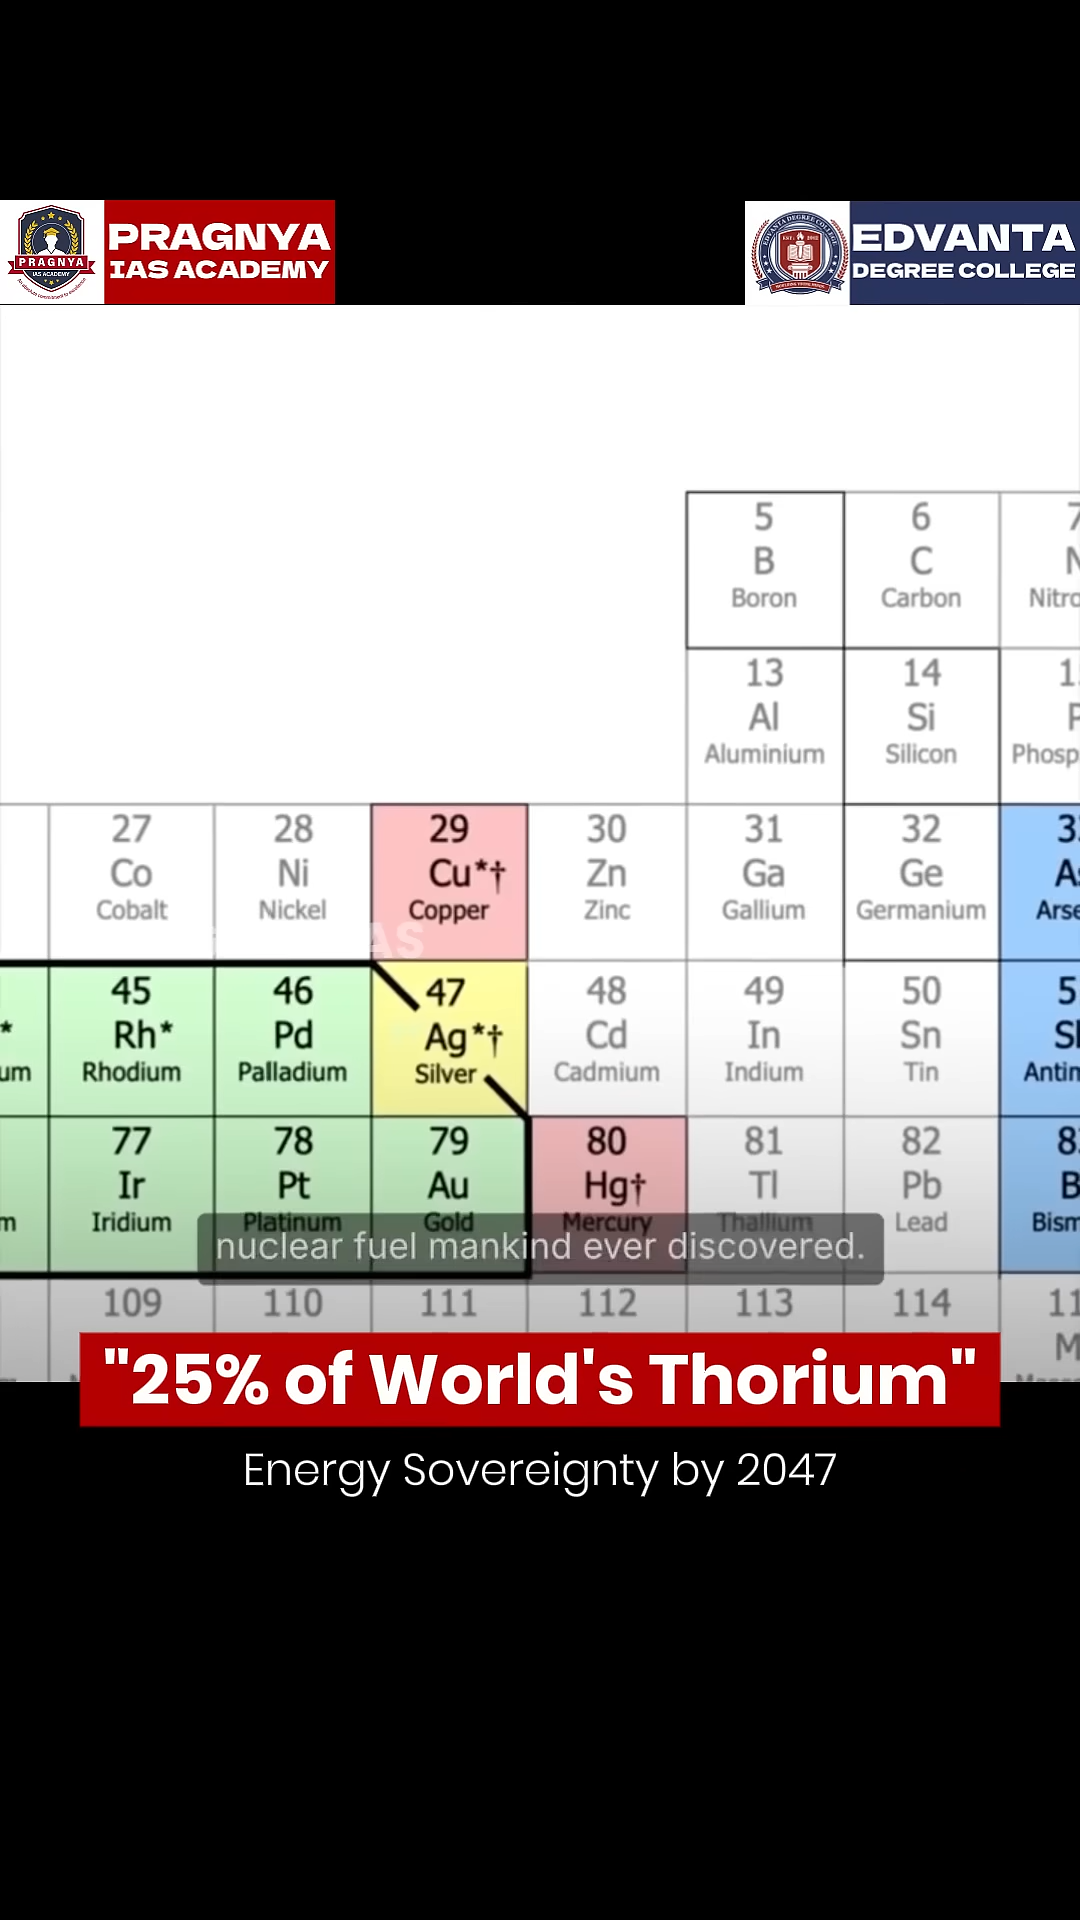 PRAGNYA
IAS ACADEMY
PRAGNYA
IAS ACADEMY
EDVANTA
DEGREE COLLEGE
5
B
Boron
6
C
Carbon
13
Al
Aluminium
14
Si
Silicon
27
Co
Cobalt
28
Ni
Nickel
29
Cu*†
Copper
30
Zn
Zinc
31
Ga
Gallium
32
Ge
Germanium
45
Rh*
Rhodium
46
Pd
Palladium
47
Ag*†
Silver
48
Cd
Cadmium
49
In
Indium
50
Sn
Tin
77
Ir
Iridium
78
Pt
Platinum
79
Au
Gold
80
Hg†
Mercury
81
Tl
Thallium
82
Pb
Lead
nuclear fuel mankind ever discovered.
109
110
111
112
113
114
"25% of World's Thorium"
Energy Sovereignty by 2047